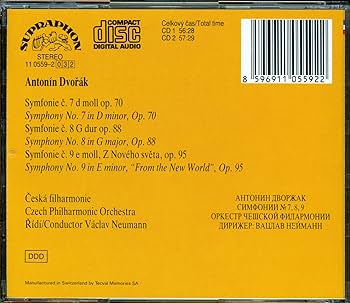 SUPRAPHON
STEREO
11 0559-2 032
COMPACT
disc
DIGITAL AUDIO
Celkový čas/Total time
CD 1 56:28
CD 2 57:29
8 596911 055922
Antonín Dvořák
Symfonie č. 7 d moll op. 70
Symphony No. 7 in D minor, Op. 70
Symfonie č. 8 G dur op. 88
Symphony No. 8 in G major, Op. 88
Symfonie č. 9 e moll, Z Nového světa, op. 95
Symphony No. 9 in E minor, "From the New World", Op. 95
Česká filharmonie
Czech Philharmonic Orchestra
Řídí/Conductor Václav Neumann
АНТОНИН ДВОРЖАК
СИМФОНИИ № 7, 8, 9
ОРКЕСТР ЧЕШСКОЙ ФИЛАРМОНИИ
ДИРИЖЕР: ВАЦЛАВ НЕЙМАНН
DDD
Manufactured in Switzerland by Tecval Memories SA